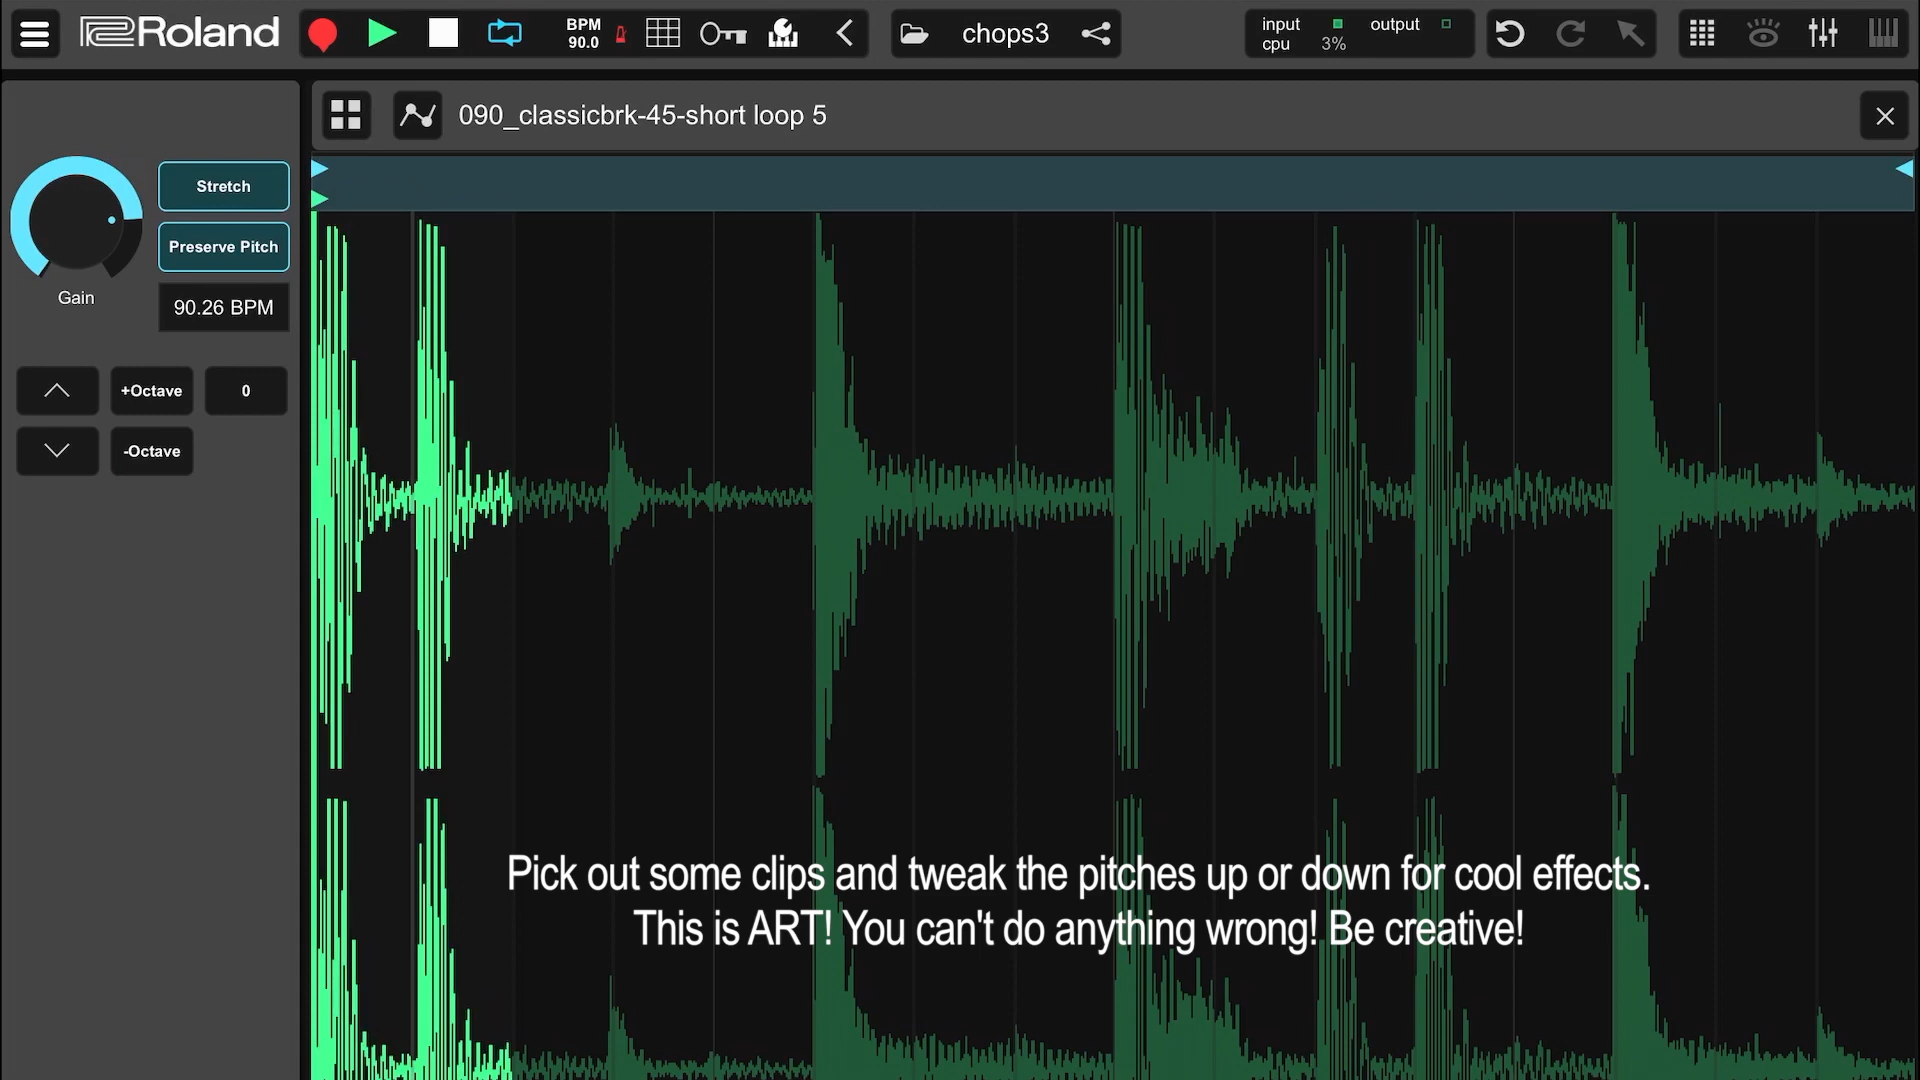 Roland
BPM
90.0
chops3
input
output
cpu
3%
090_classicbrk-45-short loop 5
Stretch
Preserve Pitch
Gain
90.26 BPM
+Octave
0
-Octave
Pick out some clips and tweak the pitches up or down for cool effects.
This is ART! You can't do anything wrong! Be creative!